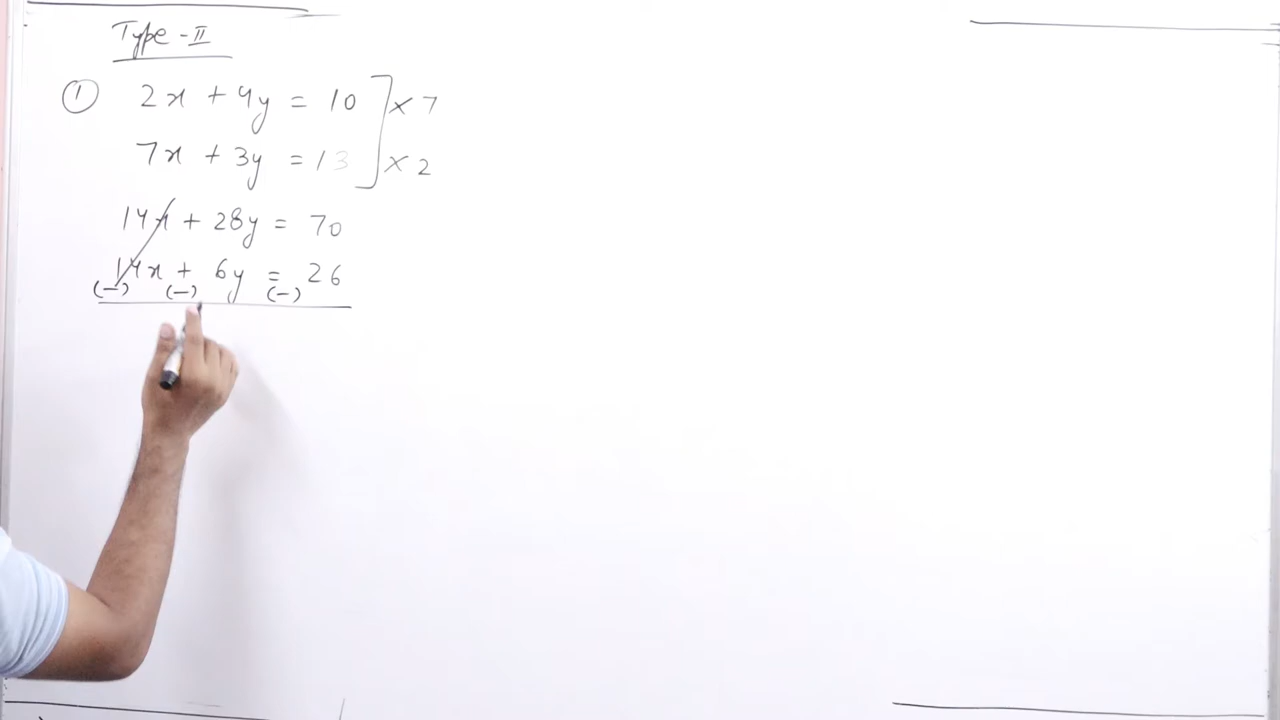 Type - II
① 2x + 4y = 10 ] × 7
7x + 3y = 13 ] × 2
14x + 28y = 70
14x + 6y = 26
(-) (-) (-)